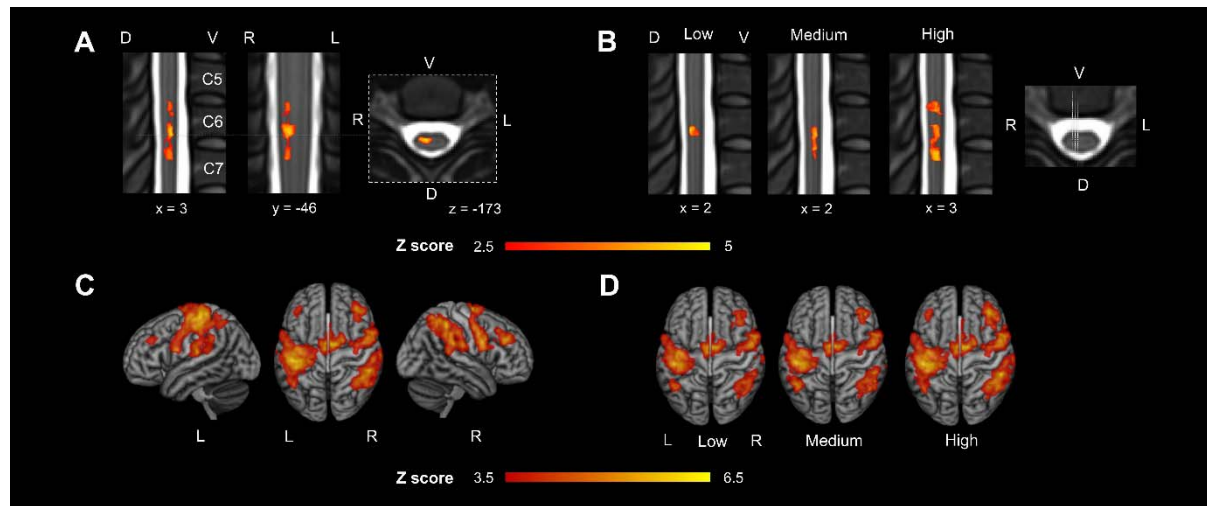 A
D V R L
V
C5
C6
C7
R L
D
x = 3 y = -46 z = -173
B
D Low V Medium High
V
R L
D
x = 2 x = 2 x = 3
Z score 2.5 5
C
L L R R
D
L Low R Medium High
Z score 3.5 6.5